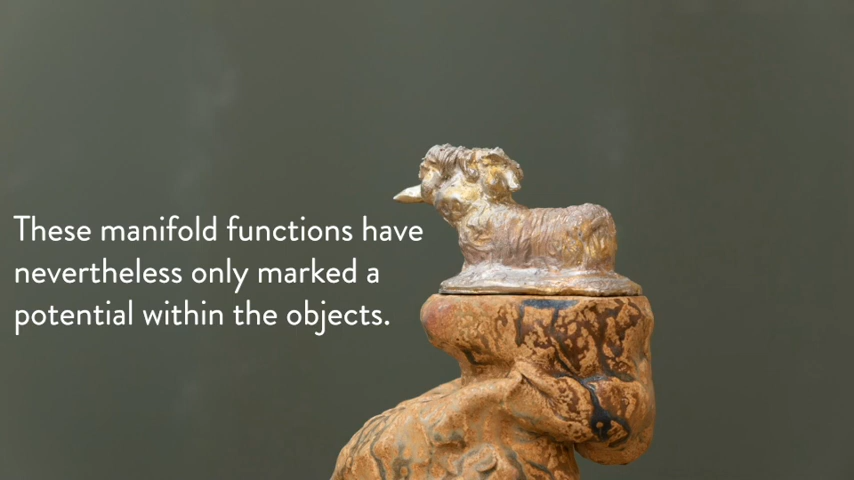 These manifold functions have
nevertheless only marked a
potential within the objects.